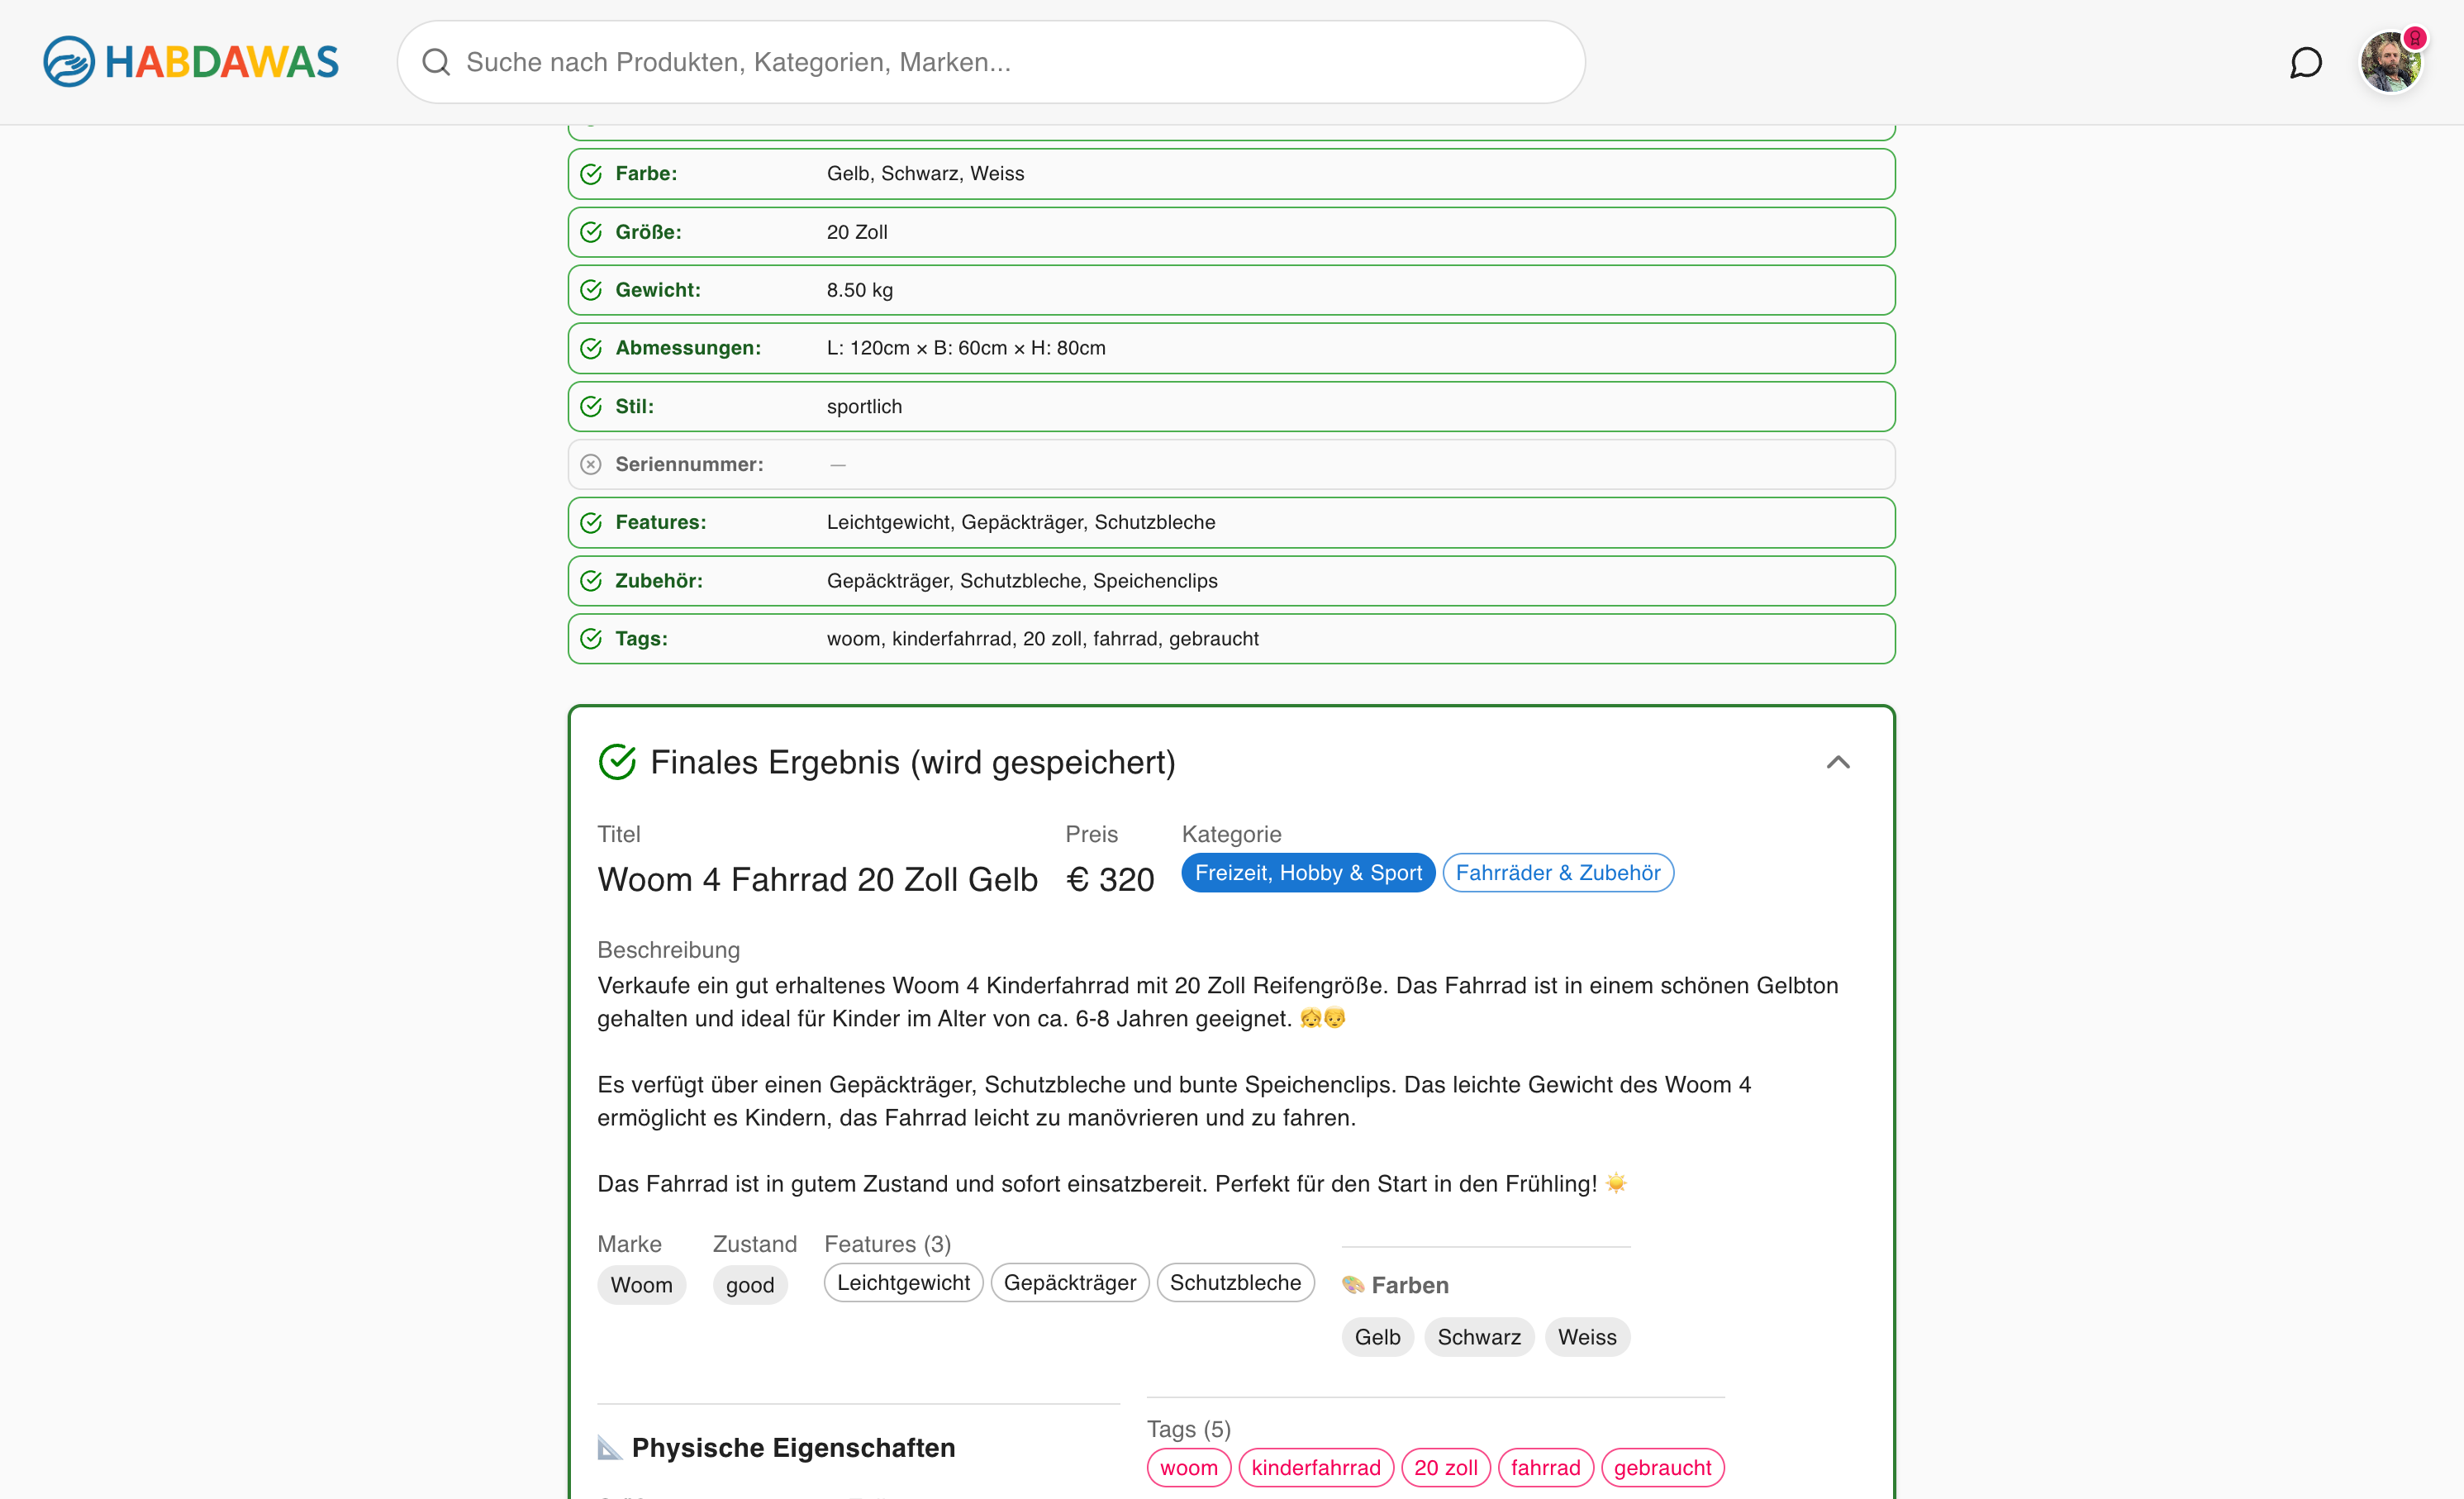 HABDAWAS
Suche nach Produkten, Kategorien, Marken...
Farbe: Gelb, Schwarz, Weiss
Größe: 20 Zoll
Gewicht: 8.50 kg
Abmessungen: L: 120cm × B: 60cm × H: 80cm
Stil: sportlich
Seriennummer: —
Features: Leichtgewicht, Gepäckträger, Schutzbleche
Zubehör: Gepäckträger, Schutzbleche, Speichenclips
Tags: woom, kinderfahrrad, 20 zoll, fahrrad, gebraucht
Finales Ergebnis (wird gespeichert)
Titel Preis Kategorie
Woom 4 Fahrrad 20 Zoll Gelb € 320 Freizeit, Hobby & Sport Fahrräder & Zubehör
Beschreibung
Verkaufe ein gut erhaltenes Woom 4 Kinderfahrrad mit 20 Zoll Reifengröße. Das Fahrrad ist in einem schönen Gelbton
gehalten und ideal für Kinder im Alter von ca. 6-8 Jahren geeignet. 👧👦
Es verfügt über einen Gepäckträger, Schutzbleche und bunte Speichenclips. Das leichte Gewicht des Woom 4
ermöglicht es Kindern, das Fahrrad leicht zu manövrieren und zu fahren.
Das Fahrrad ist in gutem Zustand und sofort einsatzbereit. Perfekt für den Start in den Frühling! ☀️
Marke Zustand Features (3)
Woom good Leichtgewicht Gepäckträger Schutzbleche
🎨 Farben
Gelb Schwarz Weiss
📐 Physische Eigenschaften
Tags (5)
woom kinderfahrrad 20 zoll fahrrad gebraucht